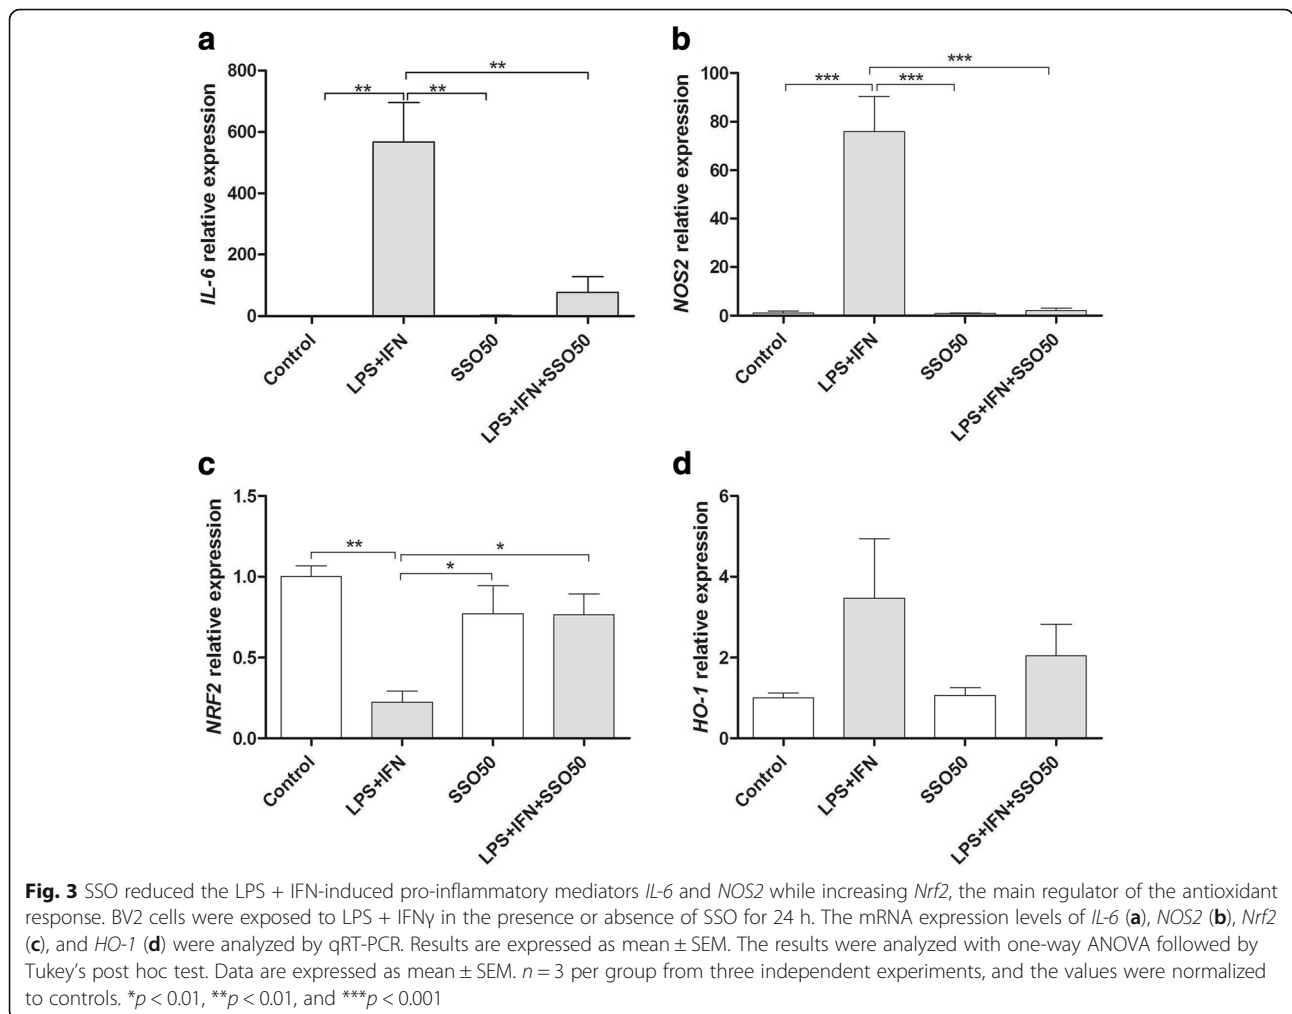 a
IL-6 relative expression
800
600
400
200
0
**
**
**
Control
LPS+IFN
SSO50
LPS+IFN+SSO50
b
NOS2 relative expression
100
80
60
40
20
0
***
***
***
Control
LPS+IFN
SSO50
LPS+IFN+SSO50
c
NRF2 relative expression
1.5
1.0
0.5
0.0
**
*
*
Control
LPS+IFN
SSO50
LPS+IFN+SSO50
d
HO-1 relative expression
6
4
2
0
Control
LPS+IFN
SSO50
LPS+IFN+SSO50
Fig. 3 SSO reduced the LPS + IFN-induced pro-inflammatory mediators IL-6 and NOS2 while increasing Nrf2, the main regulator of the antioxidant
response. BV2 cells were exposed to LPS + IFNγ in the presence or absence of SSO for 24 h. The mRNA expression levels of IL-6 (a), NOS2 (b), Nrf2
(c), and HO-1 (d) were analyzed by qRT-PCR. Results are expressed as mean ± SEM. The results were analyzed with one-way ANOVA followed by
Tukey's post hoc test. Data are expressed as mean ± SEM. n = 3 per group from three independent experiments, and the values were normalized
to controls. *p < 0.01, **p < 0.01, and ***p < 0.001